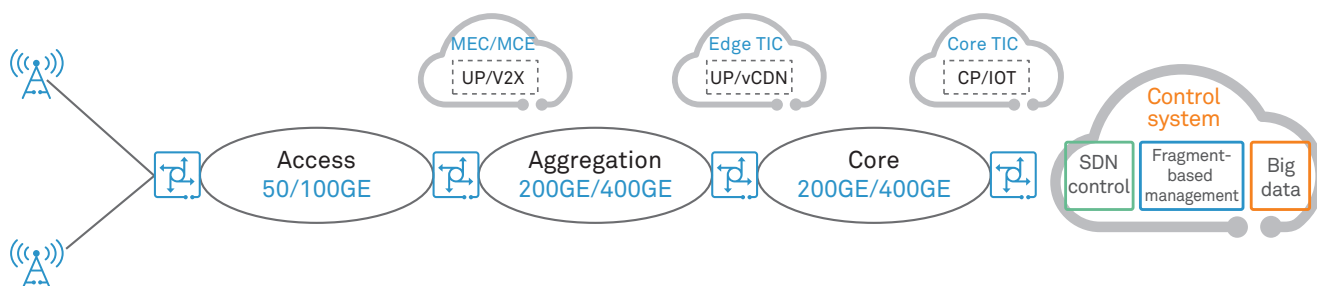 MEC/MCE
UP/V2X
Edge TIC
UP/vCDN
Core TIC
CP/IOT
Control
system
SDN
control
Fragment-
based
management
Big
data
Access
50/100GE
Aggregation
200GE/400GE
Core
200GE/400GE